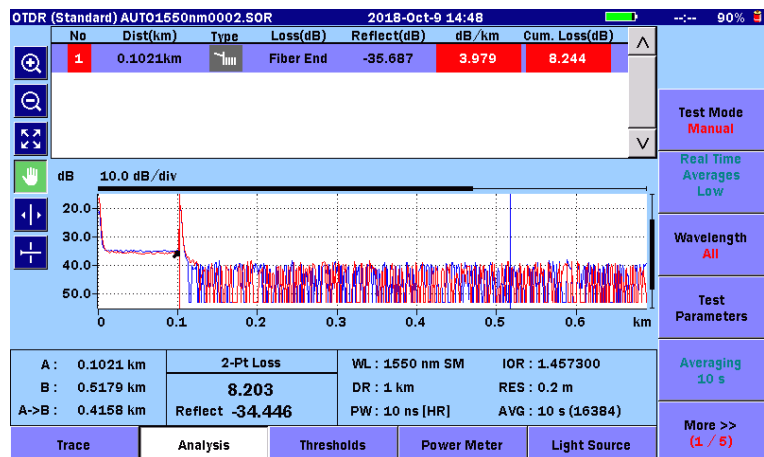 OTDR (Standard) AUTO1550nm0002.SOR 2018-Oct-9 14:48 --:-- 90%
No Dist(km) Type Loss(dB) Reflect(dB) dB/km Cum. Loss(dB)
1 0.1021km Fiber End -35.687 3.979 8.244
Test Mode
Manual
Real Time
Averages
Low
Wavelength
All
Test
Parameters
Averaging
10 s
More >>
(1 / 5)
dB 10.0 dB/div
20.0
30.0
40.0
50.0
0 0.1 0.2 0.3 0.4 0.5 0.6 km
A : 0.1021 km
B : 0.5179 km
A->B : 0.4158 km
2-Pt Loss
8.203
Reflect -34.446
WL : 1550 nm SM IOR : 1.457300
DR : 1 km RES : 0.2 m
PW : 10 ns [HR] AVG : 10 s (16384)
Trace Analysis Thresholds Power Meter Light Source